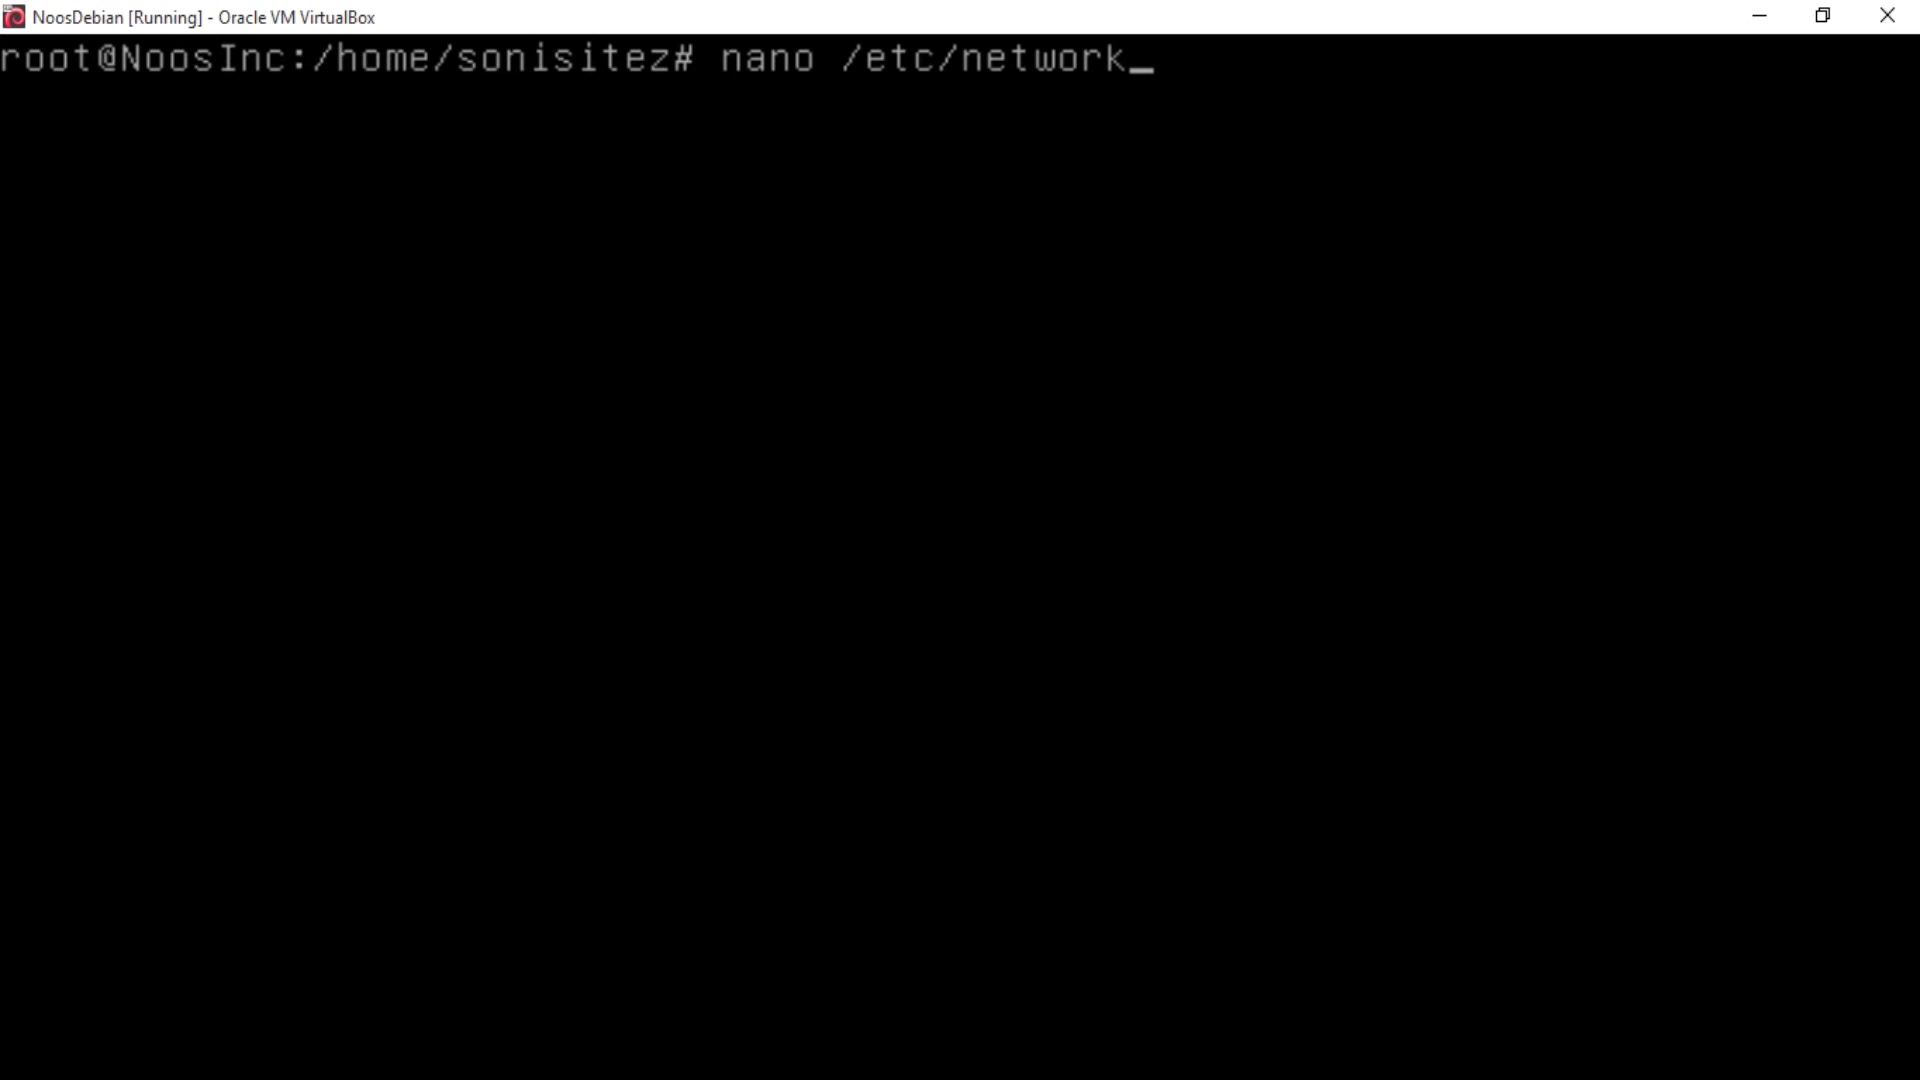 NoosDebian [Running] - Oracle VM VirtualBox
root@NoosInc:/home/sonisitez# nano /etc/network_